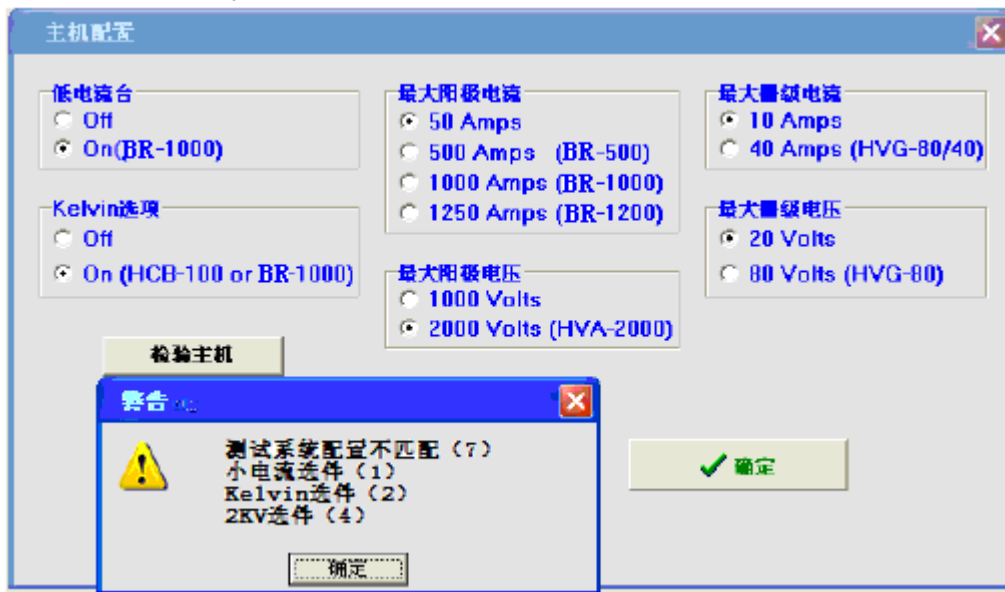 主机配置
低电流台
Off
On(BR-1000)
Kelvin选项
Off
On (HCB-100 or BR-1000)
最大阳极电流
50 Amps
500 Amps (BR-500)
1000 Amps (BR-1000)
1250 Amps (BR-1200)
最大阳极电压
1000 Volts
2000 Volts (HVA-2000)
最大栅级电流
10 Amps
40 Amps (HVG-80/40)
最大栅级电压
20 Volts
80 Volts (HVG-80)
检验主机
警告
测试系统配置不匹配（7）
小电流选件（1）
Kelvin选件（2）
2KV选件（4）
确定
确定